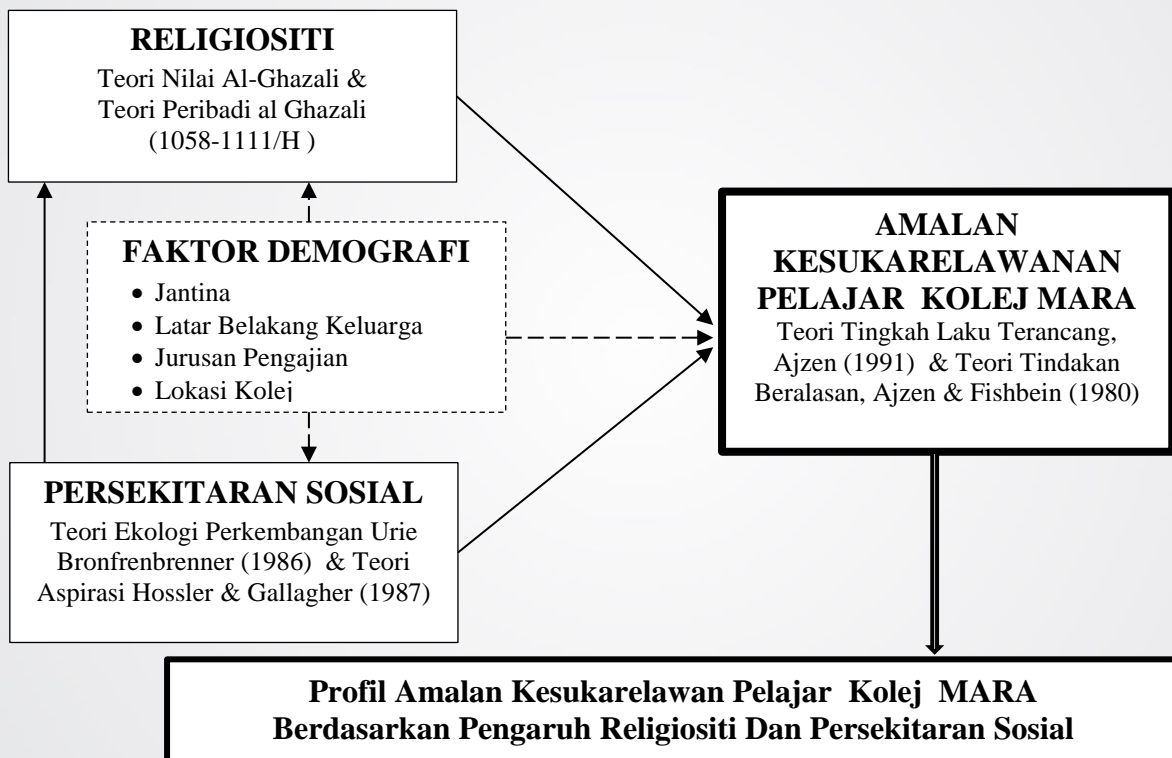 RELIGIOSITI
Teori Nilai Al-Ghazali &
Teori Peribadi al Ghazali
(1058-1111/H )
FAKTOR DEMOGRAFI
• Jantina
• Latar Belakang Keluarga
• Jurusan Pengajian
• Lokasi Kolej
PERSEKITARAN SOSIAL
Teori Ekologi Perkembangan Urie
Bronfrenbrenner (1986) & Teori
Aspirasi Hossler & Gallagher (1987)
AMALAN
KESUKARELAWANAN
PELAJAR KOLEJ MARA
Teori Tingkah Laku Terancang,
Ajzen (1991) & Teori Tindakan
Beralasan, Ajzen & Fishbein (1980)
Profil Amalan Kesukarelawan Pelajar Kolej MARA
Berdasarkan Pengaruh Religiositi Dan Persekitaran Sosial